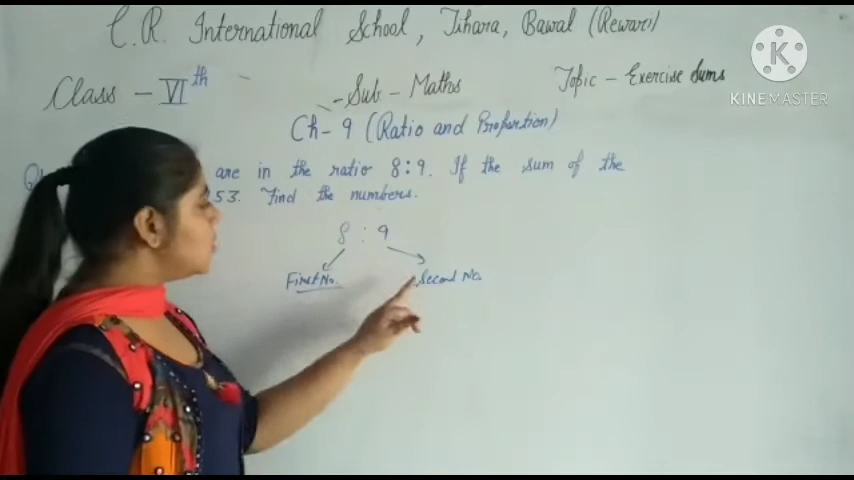 C.R. International School, Jihara, Bawal (Rewari)
Class - VIth
- Sub - Maths
Topic - Exercise Sums
Ch- 9 (Ratio and Proportion)
are in the ratio 8:9. If the sum of the
53. Find the numbers.
8 : 9
First No.
Second No.
K
KINEMASTER